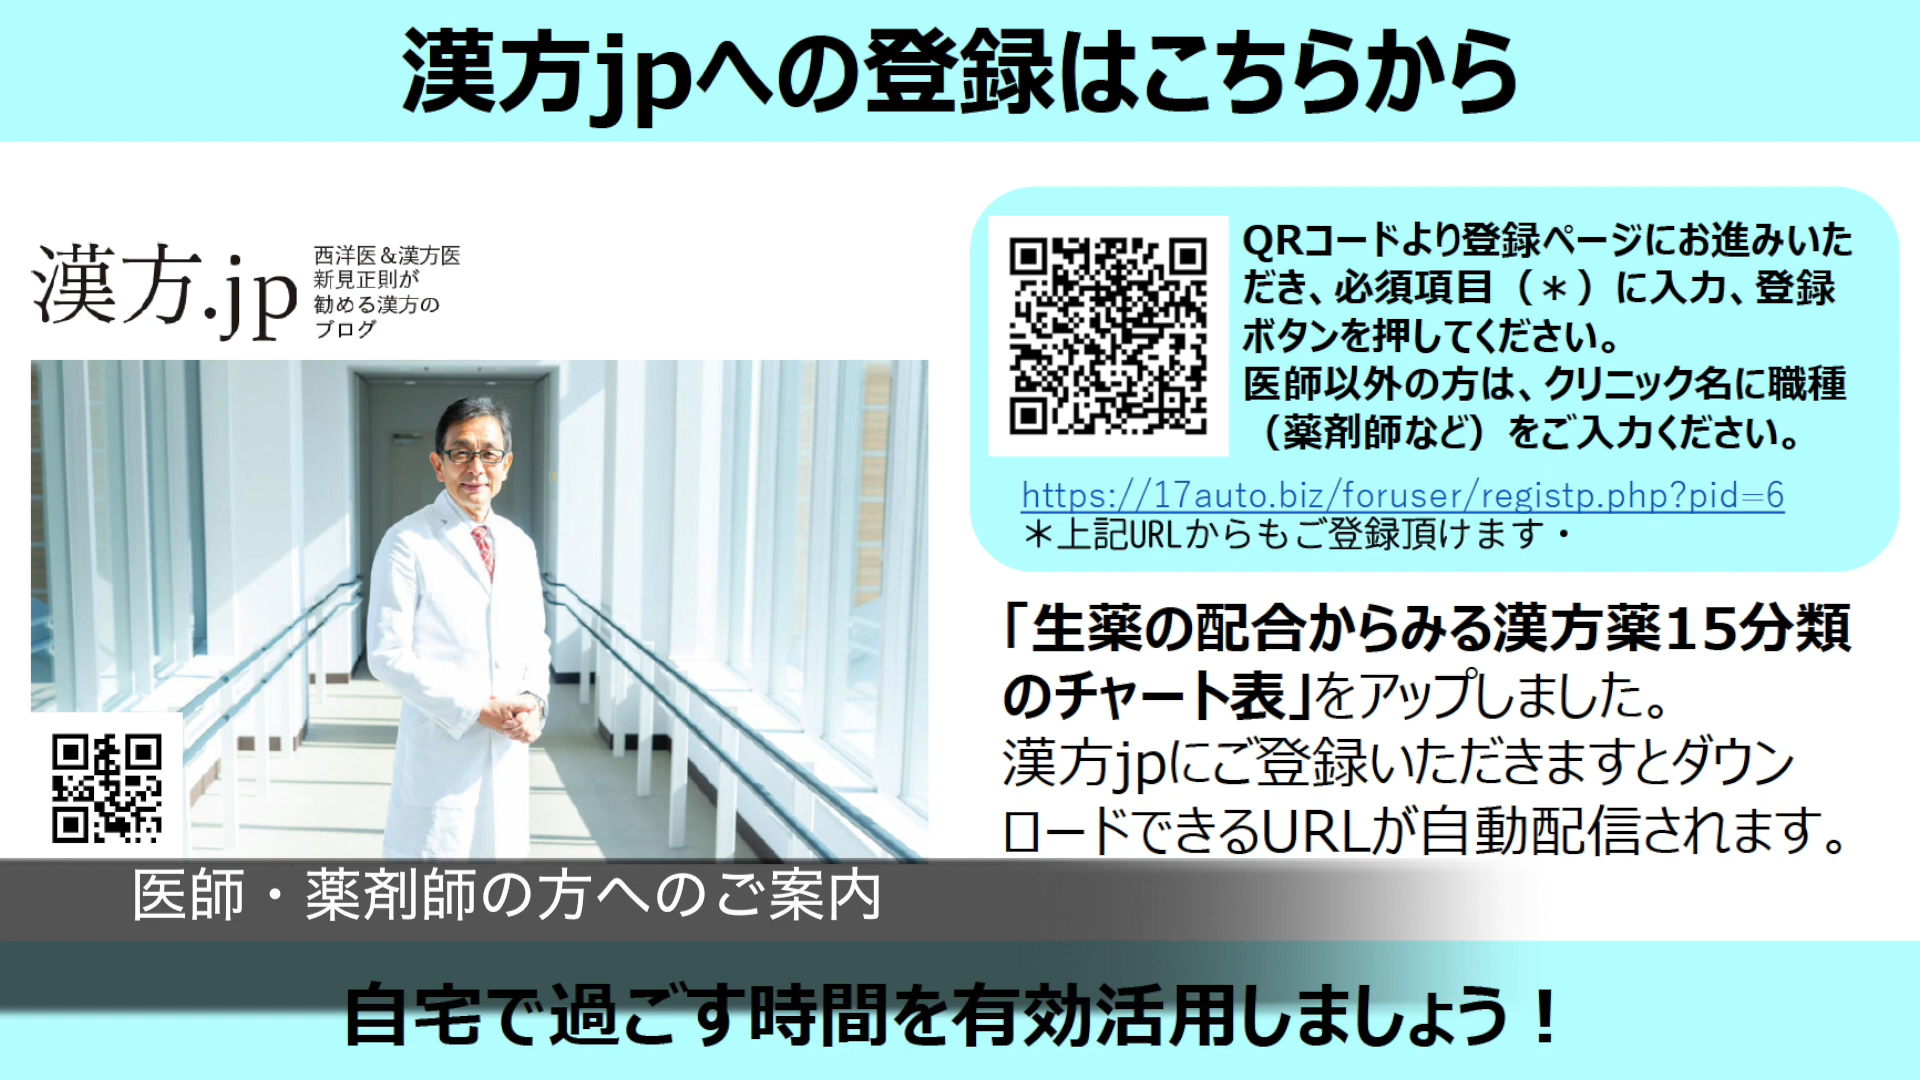 漢方jpへの登録はこちらから
漢方.jp
西洋医＆漢方医
新見正則が
勧める漢方の
ブログ
QRコードより登録ページにお進みいた
だき、必須項目（＊）に入力、登録
ボタンを押してください。
医師以外の方は、クリニック名に職種
（薬剤師など）をご入力ください。
https://17auto.biz/foruser/registp.php?pid=6
＊上記URLからもご登録頂けます・
「生薬の配合からみる漢方薬15分類
のチャート表」をアップしました。
漢方jpにご登録いただきますとダウン
ロードできるURLが自動配信されます。
医師・薬剤師の方へのご案内
自宅で過ごす時間を有効活用しましょう！